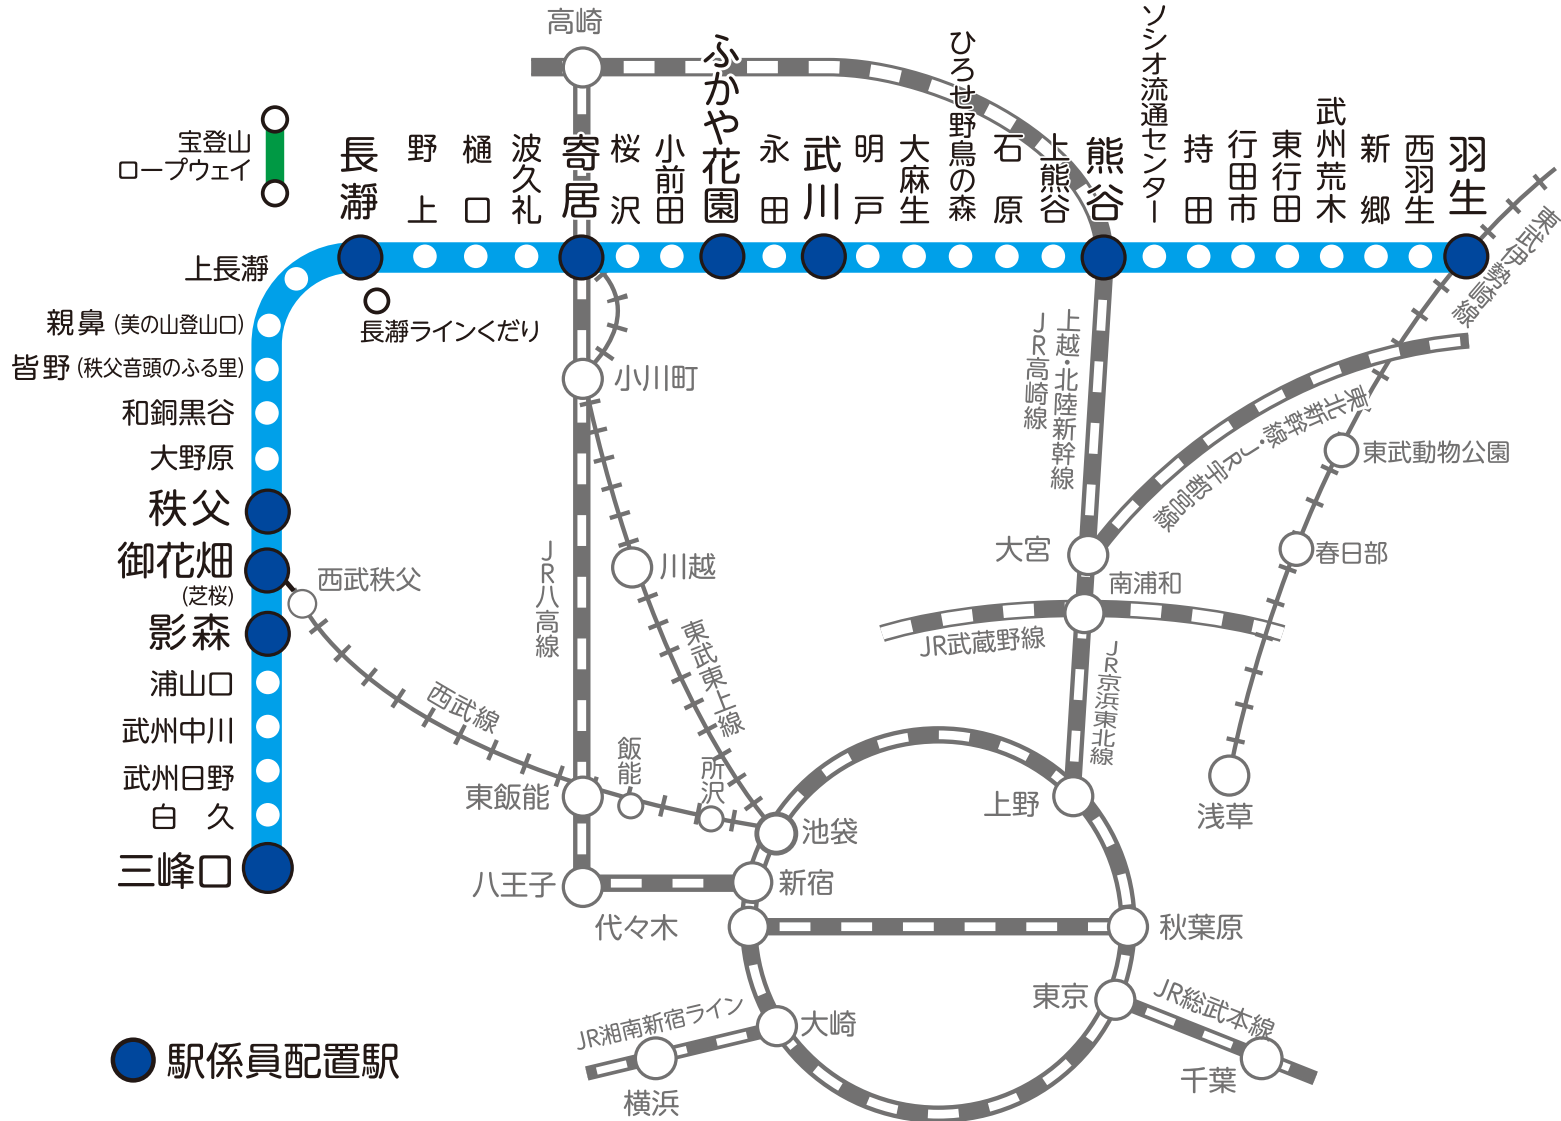 高崎
宝登山
ロープウェイ
長瀞
野上
樋口
波久礼
寄居
桜沢
小前田
ふかや花園
永田
武川
明戸
大麻生
ひろせ野鳥の森
石原
上熊谷
熊谷
ソシオ流通センター
持田
行田市
東行田
武州荒木
新郷
西羽生
羽生
東武伊勢崎線
上長瀞
長瀞ラインくだり
親鼻(美の山登山口)
皆野(秩父音頭のふる里)
和銅黒谷
大野原
秩父
御花畑
(芝桜)
影森
浦山口
武州中川
武州日野
白久
三峰口
西武秩父
西武線
小川町
川越
JR八高線
東武東上線
東飯能
飯能
所沢
池袋
八王子
新宿
代々木
上越・北陸新幹線
JR高崎線
東北新幹線・JR宇都宮線
東武動物公園
春日部
大宮
南浦和
JR武蔵野線
JR京浜東北線
上野
浅草
秋葉原
東京
JR総武本線
千葉
大崎
JR湘南新宿ライン
横浜
駅係員配置駅